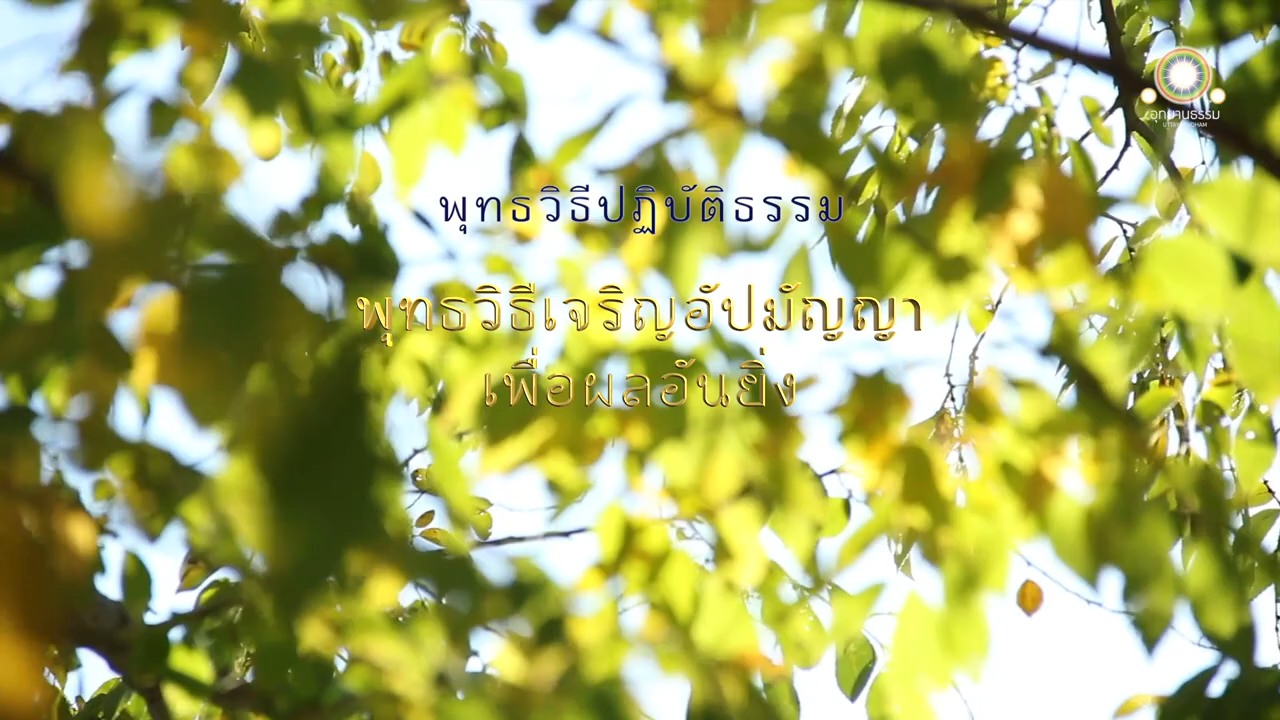 อุทยานธรรม
UTTAYANDHAM
พุทธวิธีปฏิบัติธรรม
พุทธวิธีเจริญอัปมัญญา
เพื่อผลอันยิ่ง